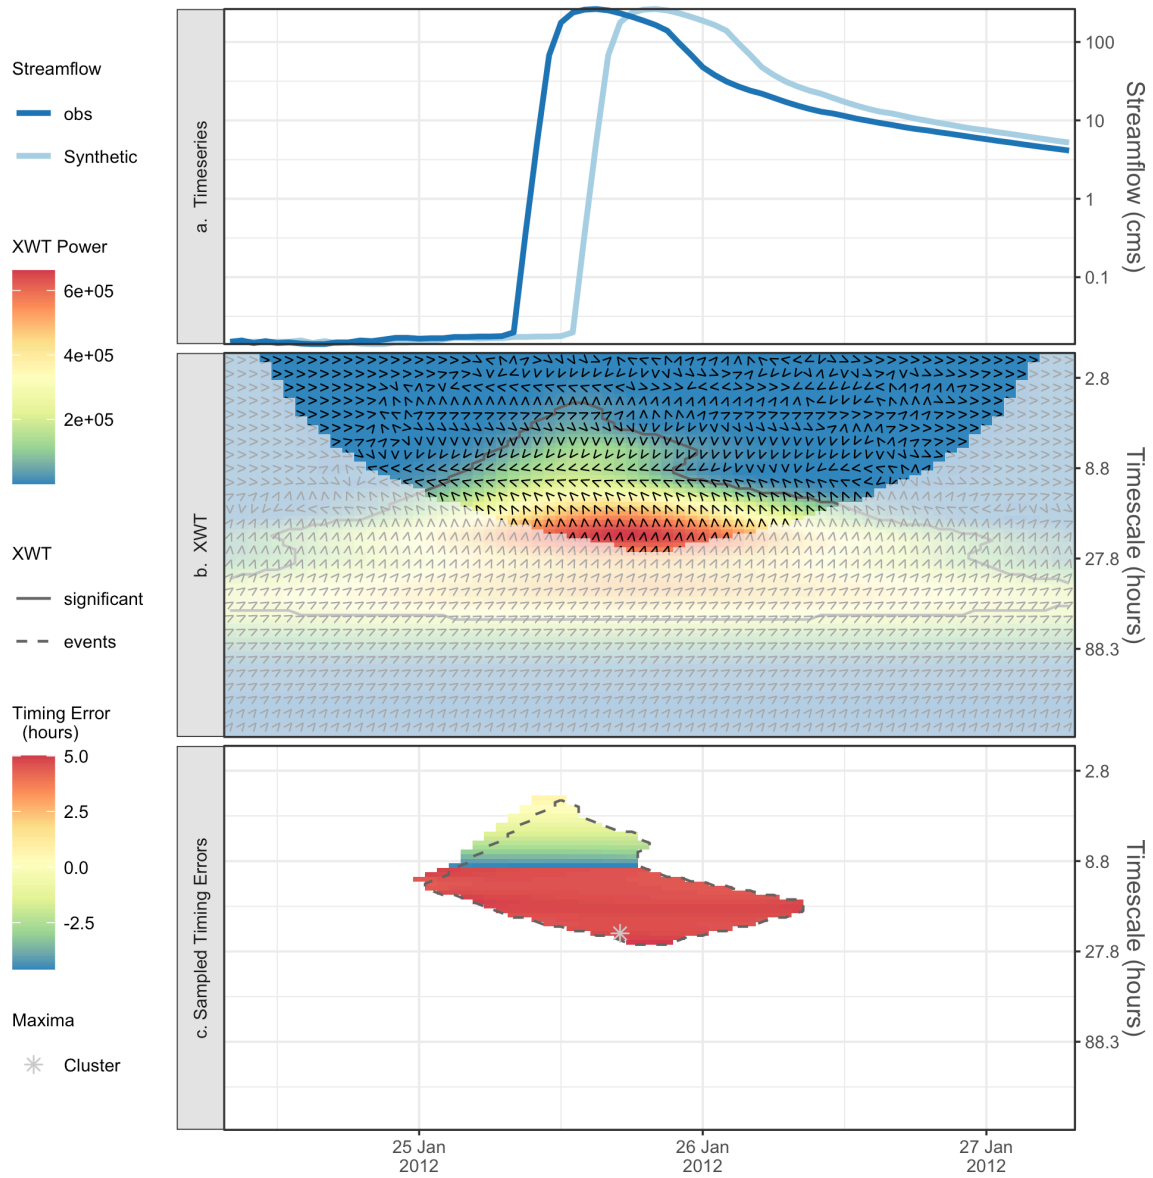 Streamflow
obs
Synthetic
XWT Power
6e+05
4e+05
2e+05
XWT
significant
events
Timing Error
(hours)
5.0
2.5
0.0
-2.5
Maxima
Cluster
a. Timeseries
100
10
1
0.1
Streamflow (cms)
b. XWT
2.8
8.8
27.8
88.3
Timescale (hours)
c. Sampled Timing Errors
2.8
8.8
27.8
88.3
Timescale (hours)
25 Jan
2012
26 Jan
2012
27 Jan
2012